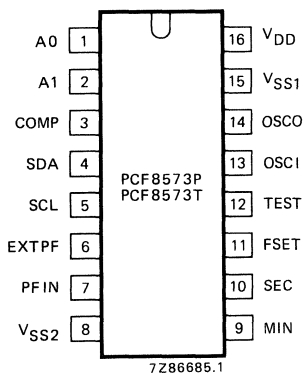 A0 1 16 VDD
A1 2 15 VSS1
COMP 3 14 OSCO
SDA 4 13 OSCI
PCF8573P
PCF8573T
SCL 5 12 TEST
EXTPF 6 11 FSET
PFIN 7 10 SEC
VSS2 8 9 MIN
7Z86685.1